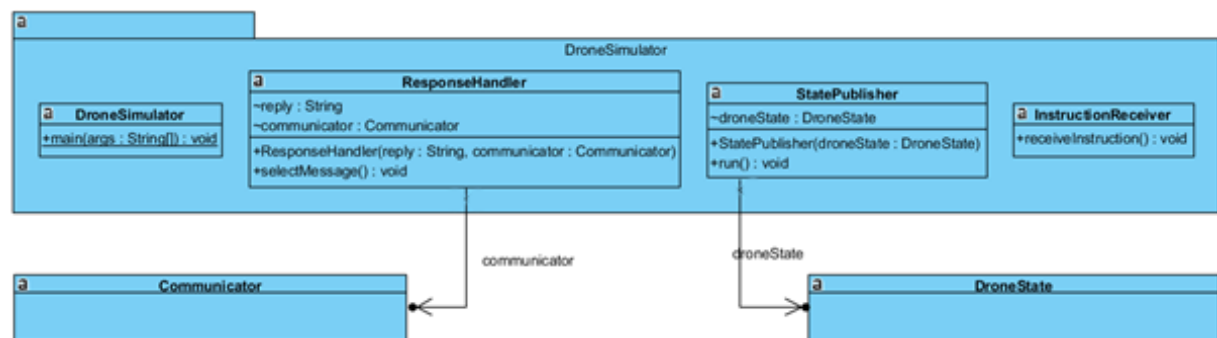 a
DroneSimulator
a DroneSimulator
+main(args : String[]) : void
a ResponseHandler
~reply : String
~communicator : Communicator
+ResponseHandler(reply : String, communicator : Communicator)
+selectMessage() : void
a StatePublisher
~droneState : DroneState
+StatePublisher(droneState : DroneState)
+run() : void
a InstructionReceiver
+receiveInstruction() : void
communicator
droneState
a Communicator
a DroneState